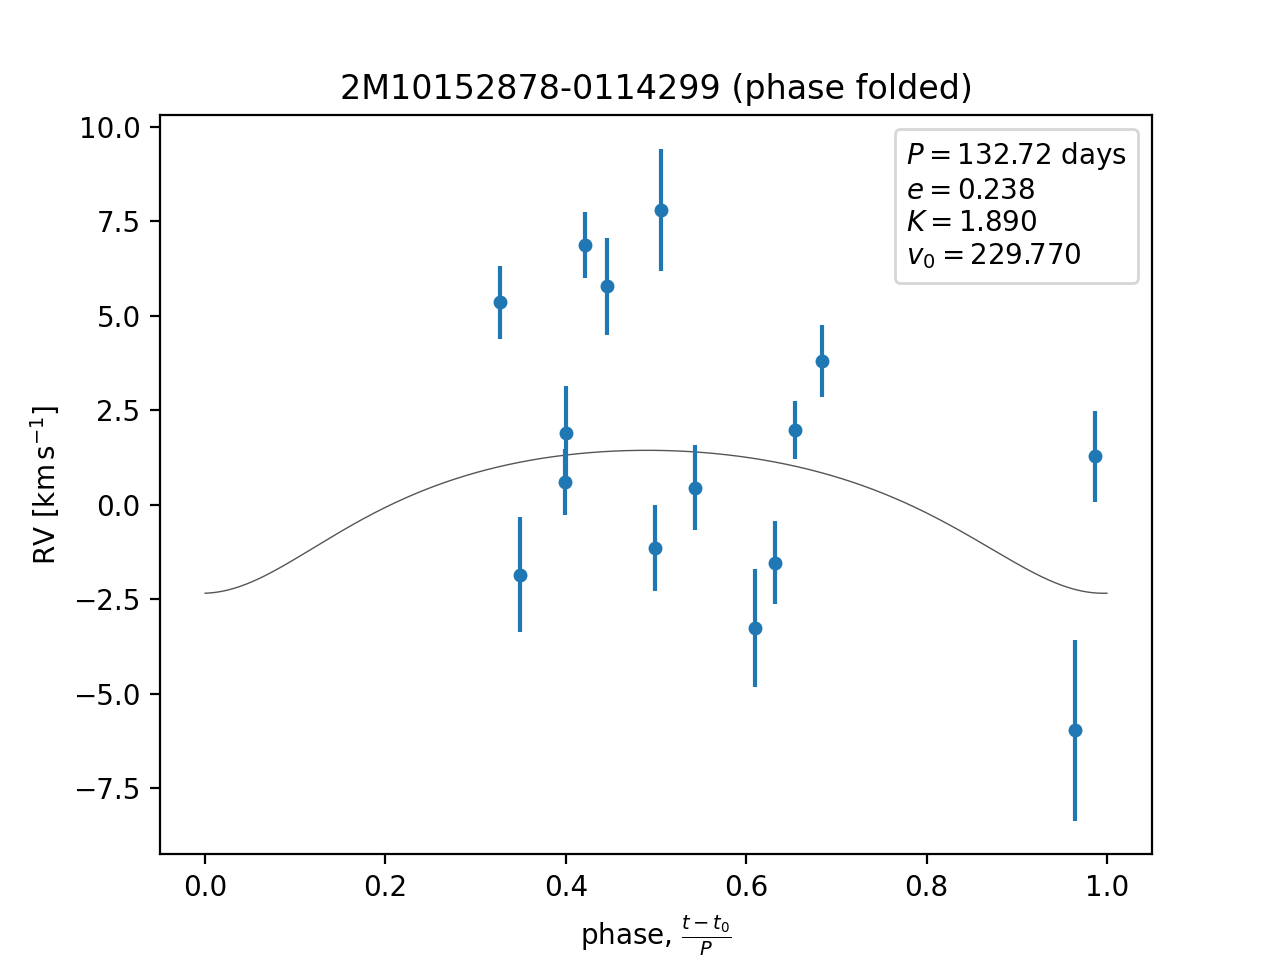 2M10152878-0114299 (phase folded)
P = 132.72 days
e = 0.238
K = 1.890
v₀ = 229.770
10.0
7.5
5.0
2.5
0.0
−2.5
−5.0
−7.5
RV [km s⁻¹]
0.0 0.2 0.4 0.6 0.8 1.0
phase, (t − t₀)/P